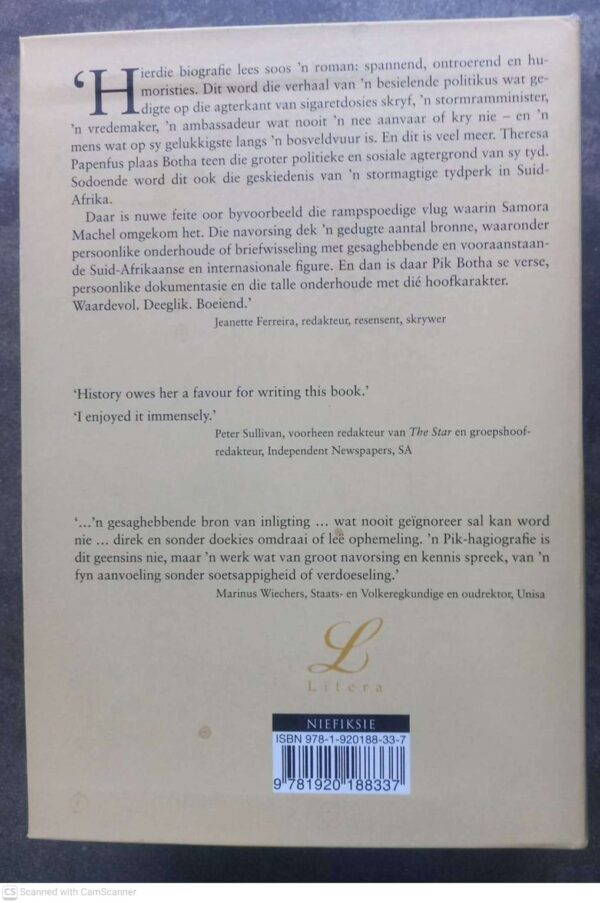 ‘Hierdie biografie lees soos ’n roman: spannend, ontroerend en hu-
moristies. Dit word die verhaal van ’n besielende politikus wat ge-
digte op die agterkant van sigaretdosies skryf, ’n stormramminister,
’n vredemaker, ’n ambassadeur wat nooit ’n nee aanvaar of kry nie – en ’n
mens wat op sy gelukkigste langs ’n bosveldvuur is. En dit is veel meer. Theresa
Papenfus plaas Botha teen die groter politieke en sosiale agtergrond van sy tyd.
Sodoende word dit ook die geskiedenis van ’n stormagtige tydperk in Suid-
Afrika.
Daar is nuwe feite oor byvoorbeeld die rampspoedige vlug waarin Samora
Machel omgekom het. Die navorsing dek ’n gedugte aantal bronne, waaronder
persoonlike onderhoude of briefwisseling met gesaghebbende en vooraanstaan-
de Suid-Afrikaanse en internasionale figure. En dan is daar Pik Botha se verse,
persoonlike dokumentasie en die talle onderhoude met dié hoofkarakter.
Waardevol. Deeglik. Boeiend.’
Jeanette Ferreira, redakteur, resensent, skrywer
‘History owes her a favour for writing this book.’
‘I enjoyed it immensely.’
Peter Sullivan, voorheen redakteur van The Star en groepshoof-
redakteur, Independent Newspapers, SA
‘...’n gesaghebbende bron van inligting ... wat nooit geïgnoreer sal kan word
nie ... direk en sonder doekies omdraai of leë ophemeling. ’n Pik-hagiografie is
dit geensins nie, maar ’n werk wat van groot navorsing en kennis spreek, van ’n
fyn aanvoeling sonder soetsappigheid of verdoeseling.’
Marinus Wiechers, Staats- en Volkeregkundige en oudrektor, Unisa
L
Litera
NIEFIKSIE
ISBN 978-1-920188-33-7
9 781920 188337
CS Scanned with CamScanner